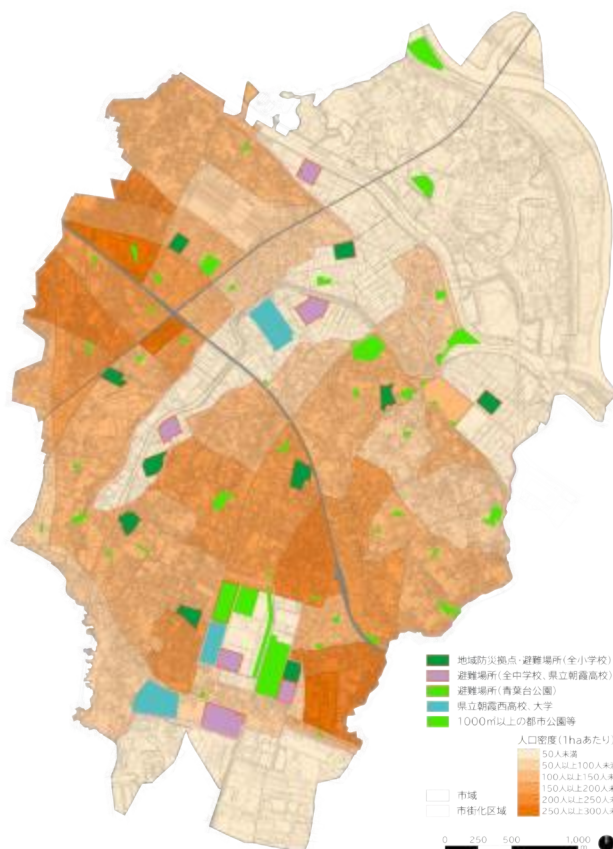 地域防災拠点・避難場所(全小学校)
避難場所(全中学校、県立朝霞高校)
避難場所(青葉台公園)
県立朝霞西高校、大学
1000㎡以上の都市公園等
人口密度(1haあたり)
50人未満
50人以上100人未満
100人以上150人未
150人以上200人未
200人以上250人未
250人以上300人未
市域
市街化区域
0 250 500 1,000
m